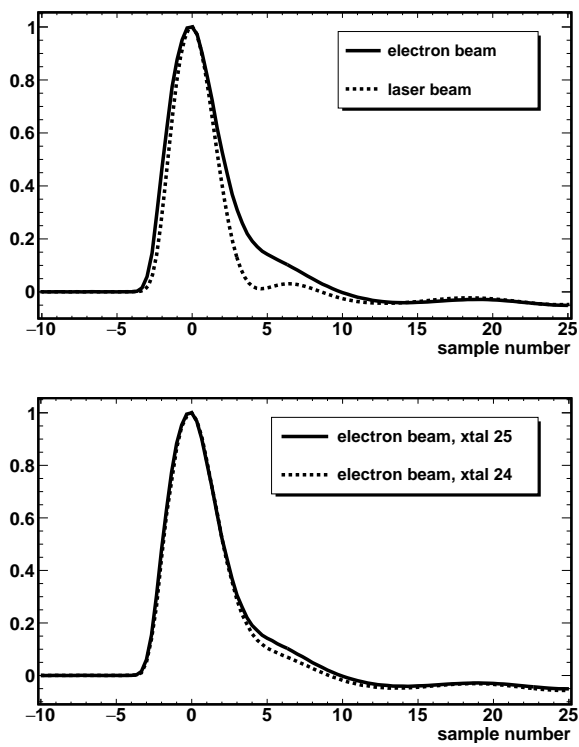 1
0.8
0.6
0.4
0.2
0
electron beam
laser beam
−10 −5 0 5 10 15 20 25
sample number
1
0.8
0.6
0.4
0.2
0
electron beam, xtal 25
electron beam, xtal 24
−10 −5 0 5 10 15 20 25
sample number